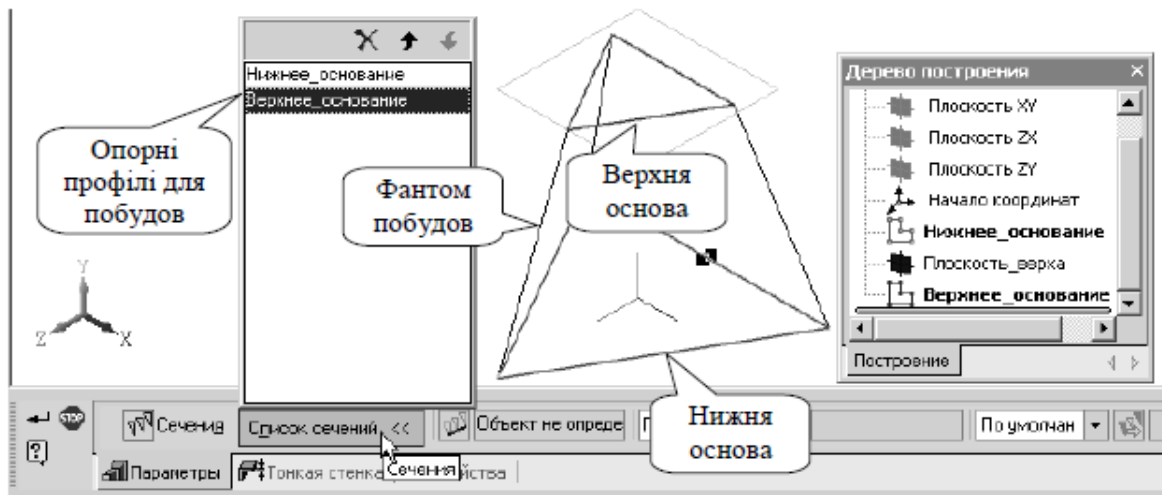 Нижнее_основание
Верхнее_основание
Опорні
профілі для
побудов
Фантом
побудов
Верхня
основа
Нижня
основа
Y
Z
X
Дерево построения
Плоскость XY
Плоскость ZX
Плоскость ZY
Начало координат
Нижнее_основание
Плоскость_верха
Верхнее_основание
Построение
STOP
Сечения
Список сечений <<
Объект не опреде
По умолчан
Параметры
Тонкая стенка
Сечения